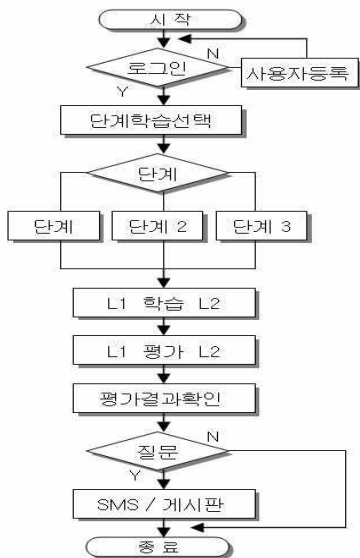 시 작
로그인
N
사용자등록
Y
단계학습선택
단계
단계
단계 2
단계 3
L1 학습 L2
L1 평가 L2
평가결과확인
질문
N
Y
SMS / 게시판
종 료